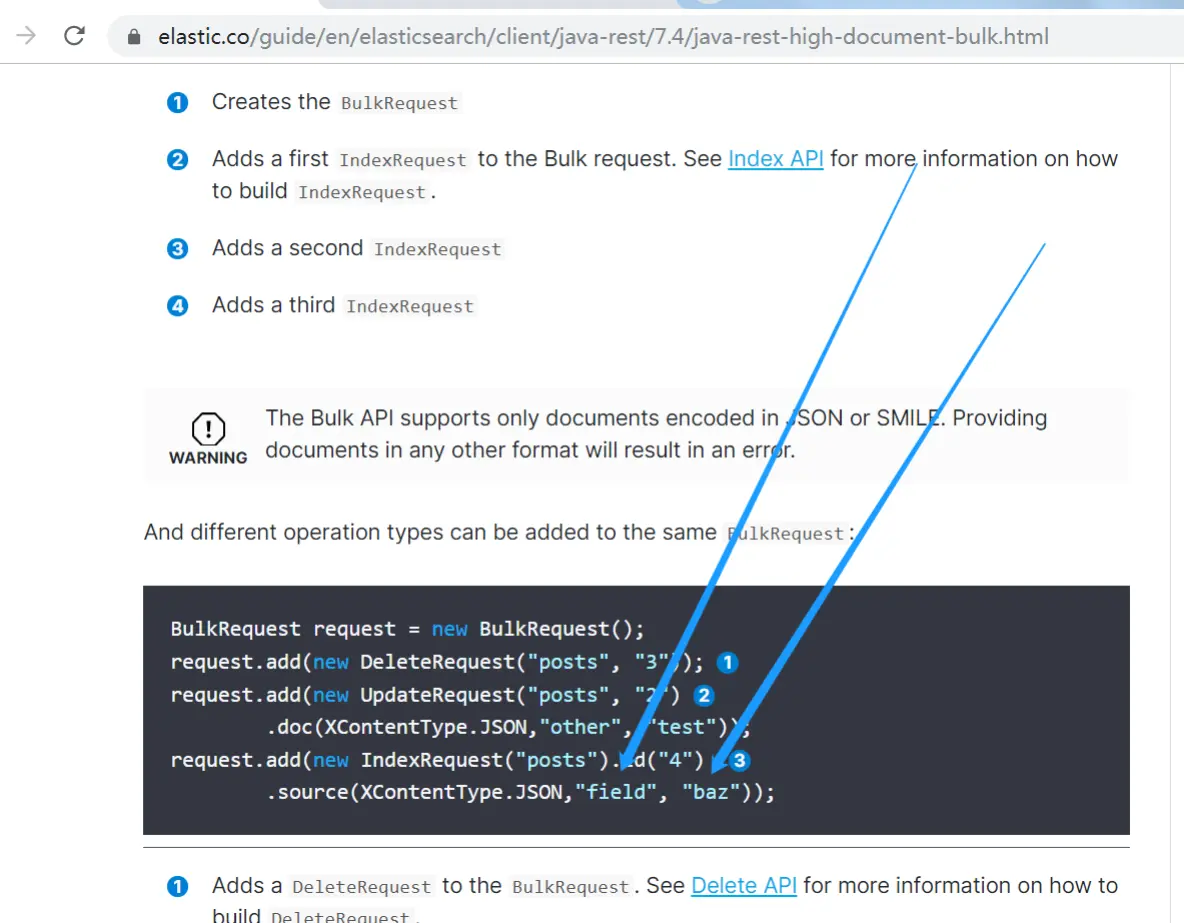 elastic.co/guide/en/elasticsearch/client/java-rest/7.4/java-rest-high-document-bulk.html
1 Creates the BulkRequest
2 Adds a first IndexRequest to the Bulk request. See Index API for more information on how
to build IndexRequest.
3 Adds a second IndexRequest
4 Adds a third IndexRequest
The Bulk API supports only documents encoded in JSON or SMILE. Providing
WARNING documents in any other format will result in an error.
And different operation types can be added to the same BulkRequest:
BulkRequest request = new BulkRequest();
request.add(new DeleteRequest("posts", "3")); 1
request.add(new UpdateRequest("posts", "2") 2
.doc(XContentType.JSON,"other", "test"));
request.add(new IndexRequest("posts").id("4") 3
.source(XContentType.JSON,"field", "baz"));
1 Adds a DeleteRequest to the BulkRequest. See Delete API for more information on how to
build DeleteRequest.